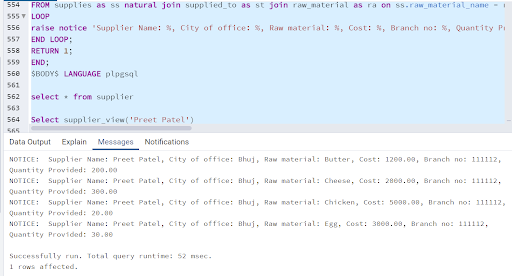 554 FROM supplies as ss natural join supplied_to as st join raw_material as ra on ss.raw_material_name =
555 LOOP
556 raise notice 'Supplier Name: %, City of office: %, Raw material: %, Cost: %, Branch no: %, Quantity
557 END LOOP;
558 RETURN 1;
559 END;
560 $BODY$ LANGUAGE plpgsql
561
562 select * from supplier
563
564 Select supplier_view('Preet Patel')
565
Data Output Explain Messages Notifications
NOTICE: Supplier Name: Preet Patel, City of office: Bhuj, Raw material: Butter, Cost: 1200.00, Branch no: 111112,
Quantity Provided: 200.00
NOTICE: Supplier Name: Preet Patel, City of office: Bhuj, Raw material: Cheese, Cost: 2000.00, Branch no: 111112,
Quantity Provided: 300.00
NOTICE: Supplier Name: Preet Patel, City of office: Bhuj, Raw material: Chicken, Cost: 5000.00, Branch no: 111112,
Quantity Provided: 20.00
NOTICE: Supplier Name: Preet Patel, City of office: Bhuj, Raw material: Egg, Cost: 3000.00, Branch no: 111112,
Quantity Provided: 30.00
Successfully run. Total query runtime: 52 msec.
1 rows affected.